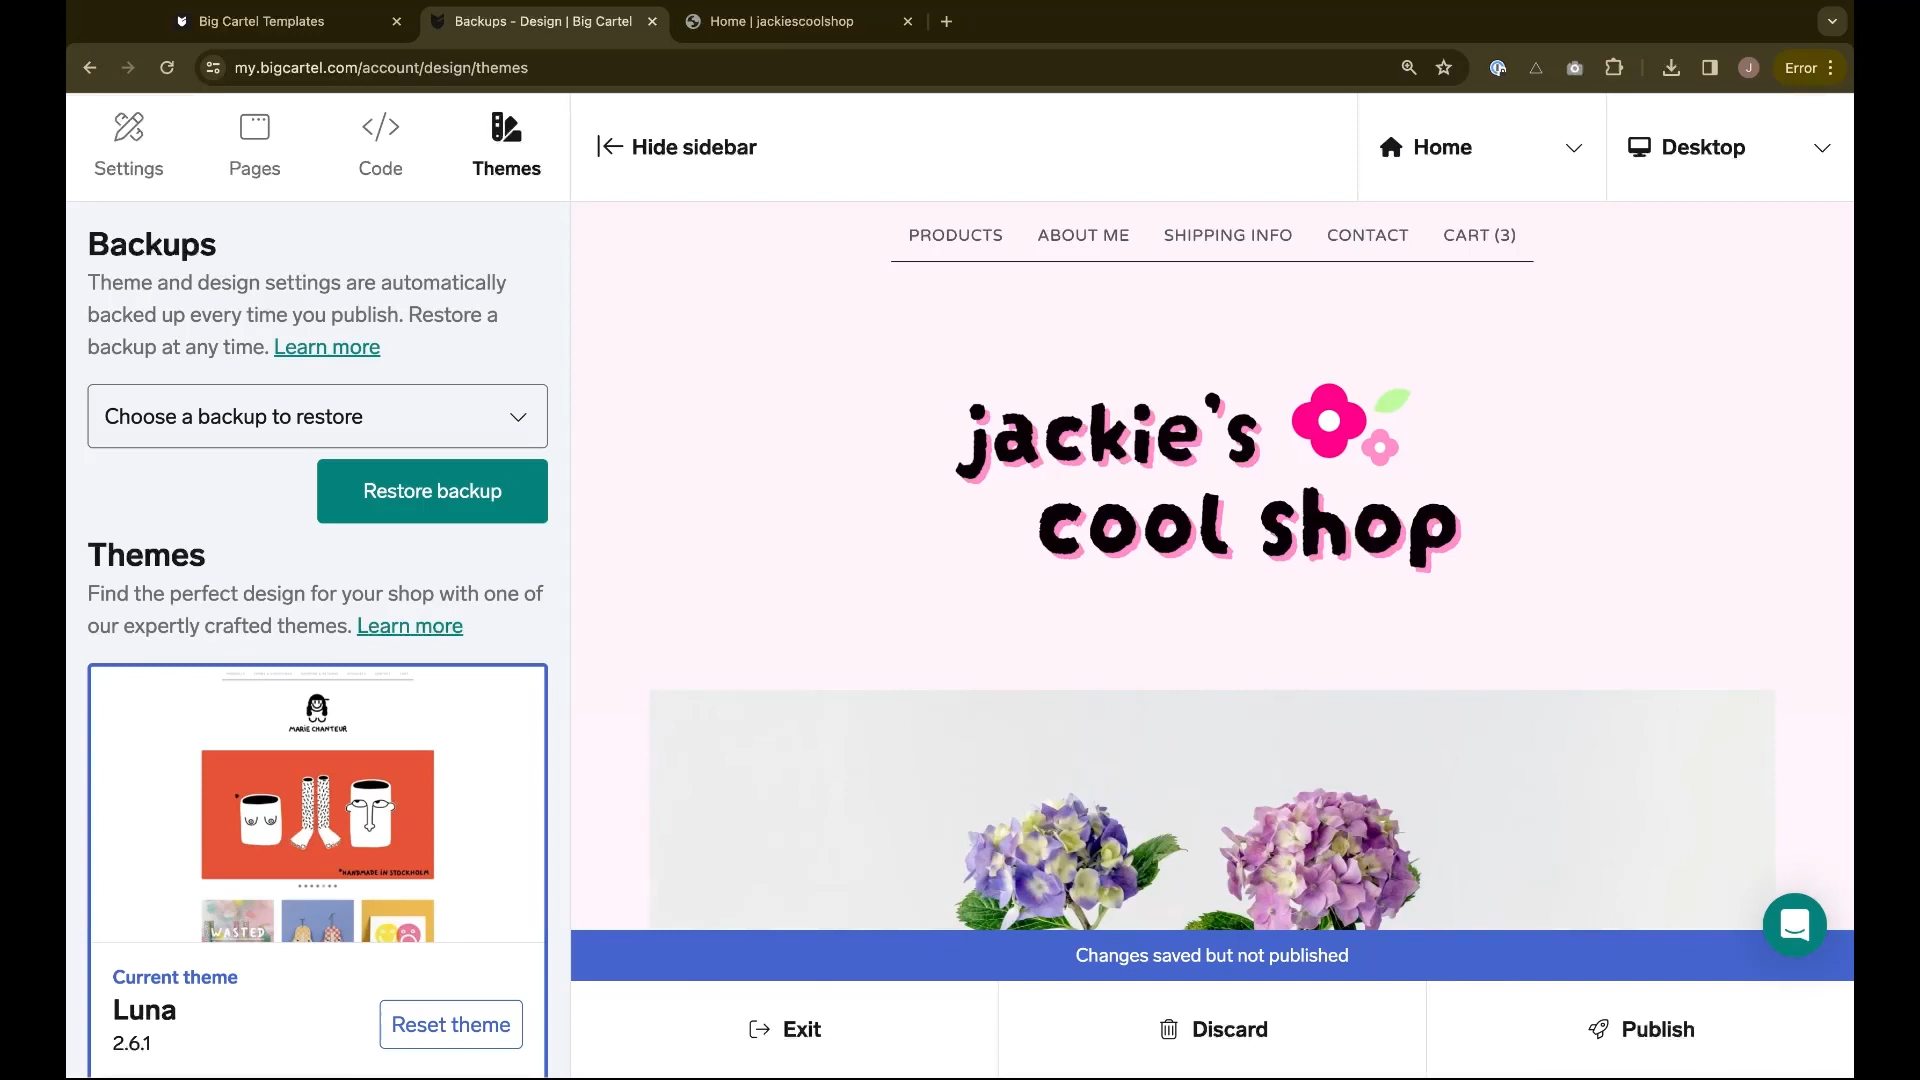 Big Cartel Templates
Backups - Design | Big Cartel
Home | jackiescoolshop
my.bigcartel.com/account/design/themes
J
Error
Settings
Pages
Code
Themes
Hide sidebar
Home
Desktop
Backups
Theme and design settings are automatically
backed up every time you publish. Restore a
backup at any time. Learn more
Choose a backup to restore
Restore backup
Themes
Find the perfect design for your shop with one of
our expertly crafted themes. Learn more
MARIE CHANTEUR
*HANDMADE IN STOCKHOLM
WASTED
Current theme
Luna
2.6.1
Reset theme
PRODUCTS ABOUT ME SHIPPING INFO CONTACT CART (3)
jackie's
cool shop
Changes saved but not published
Exit
Discard
Publish